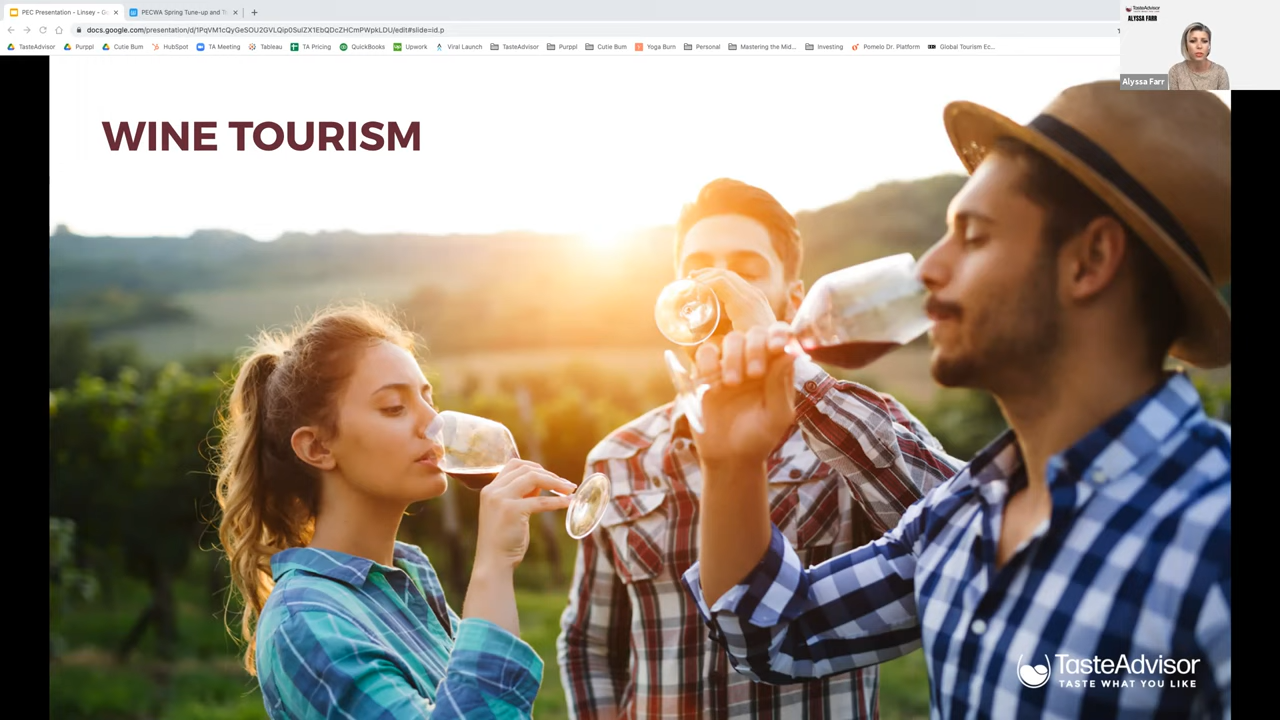 PEC Presentation - Linsey - G
PECWA Spring Tune-up and T
docs.google.com/presentation/d/1PqVM1cQyGeSOU2GVLQip0SulZX1EbQDcZHCmPWpkLDU/edit#slide=id.p
TasteAdvisor
Purppl
Cutie Bum
HubSpot
TA Meeting
Tableau
TA Pricing
QuickBooks
Upwork
Viral Launch
TasteAdvisor
Purppl
Cutie Bum
Yoga Burn
Personal
Mastering the Mid...
Investing
Pomelo Dr. Platform
Global Tourism Ec...
TasteAdvisor
ALYSSA FARR
Alyssa Farr
WINE TOURISM
TasteAdvisor
TASTE WHAT YOU LIKE